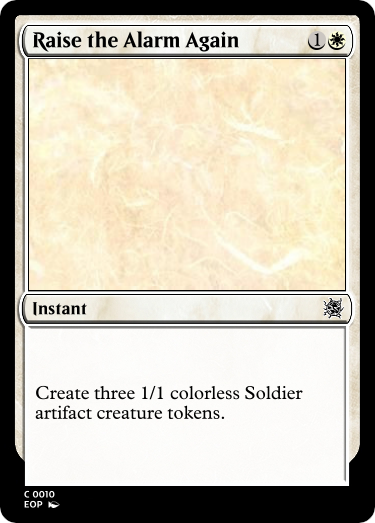 Raise the Alarm Again 1
Instant
Create three 1/1 colorless Soldier
artifact creature tokens.
C 0010
EOP